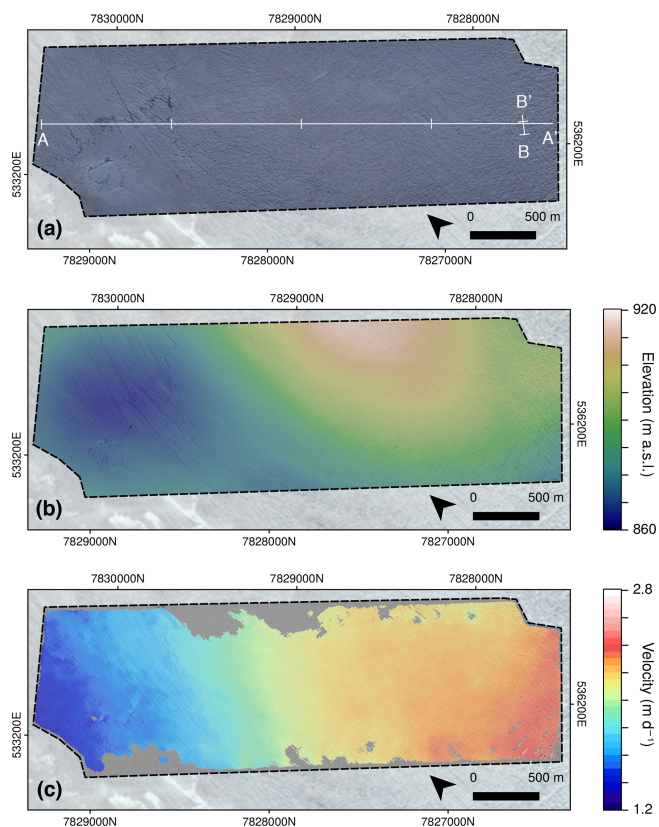 7830000N 7829000N 7828000N
B'
A A'
B
533200E 536200E
(a) 0 500 m
7829000N 7828000N 7827000N
7830000N 7829000N 7828000N
920
Elevation (m a.s.l.)
533200E 536200E
(b) 0 500 m
860
7829000N 7828000N 7827000N
7830000N 7829000N 7828000N
2.8
Velocity (m d⁻¹)
533200E 536200E
(c) 0 500 m
1.2
7829000N 7828000N 7827000N